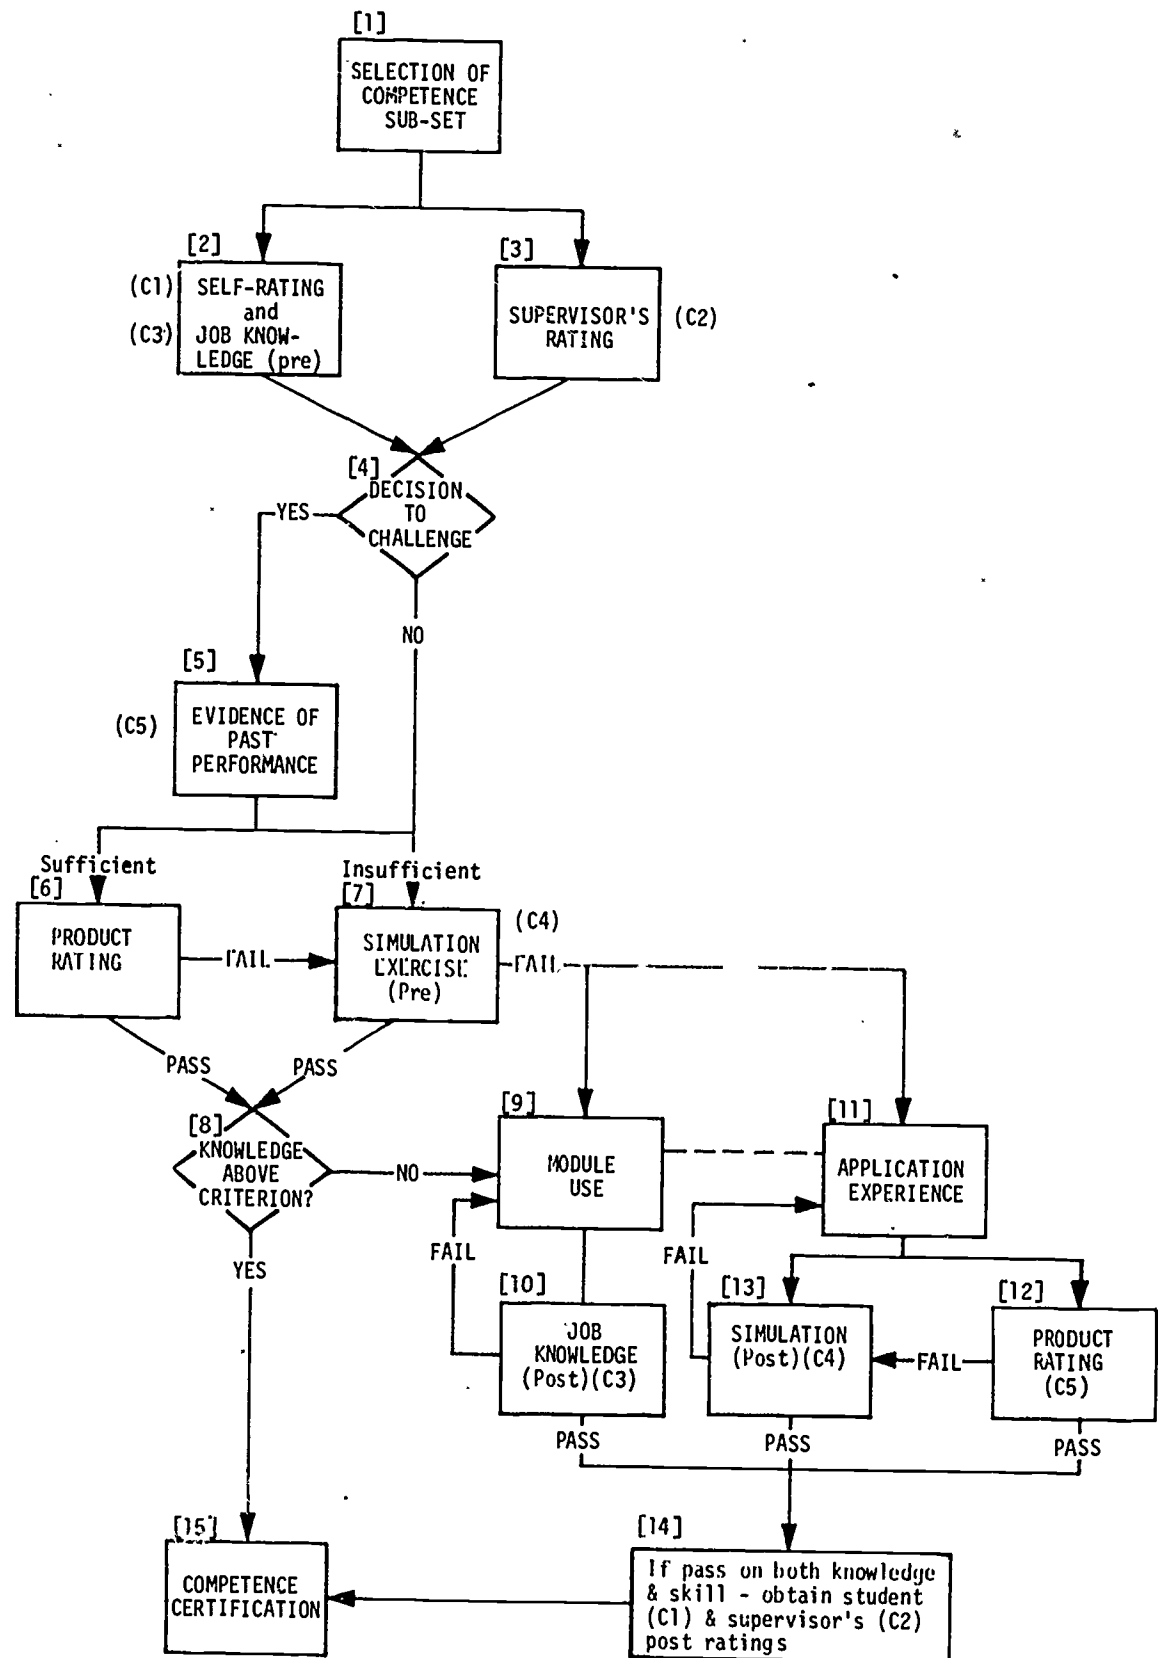 [1]
SELECTION OF
COMPETENCE
SUB-SET
[2]
(C1)
SELF-RATING
and
(C3)
JOB KNOW-
LEDGE (pre)
[3]
SUPERVISOR'S
RATING
(C2)
[4]
DECISION
TO
CHALLENGE
YES
NO
[5]
(C5)
EVIDENCE OF
PAST
PERFORMANCE
Sufficient
[6]
PRODUCT
RATING
FAIL
Insufficient
[7]
(C4)
SIMULATION
EXERCISE
(Pre)
FAIL
PASS
PASS
[8]
KNOWLEDGE
ABOVE
CRITERION?
NO
YES
[9]
MODULE
USE
[11]
APPLICATION
EXPERIENCE
FAIL
FAIL
[10]
JOB
KNOWLEDGE
(Post)(C3)
[13]
SIMULATION
(Post)(C4)
FAIL
[12]
PRODUCT
RATING
(C5)
PASS
PASS
PASS
[15]
COMPETENCE
CERTIFICATION
[14]
If pass on both knowledge
& skill - obtain student
(C1) & supervisor's (C2)
post ratings